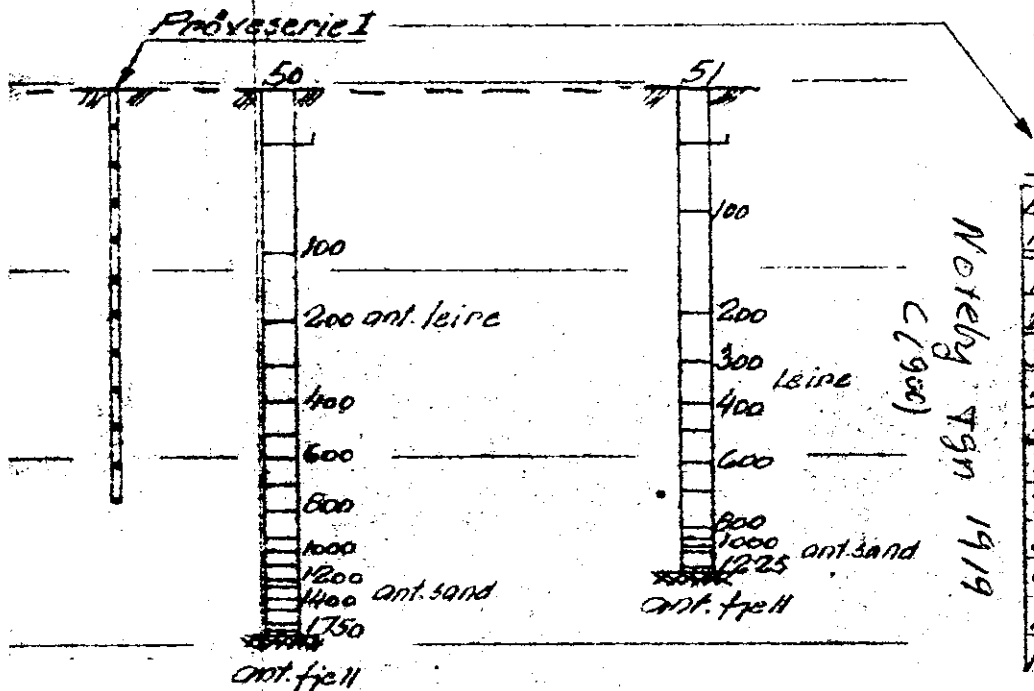 Prøveserie I
50
100
200 ant. leire
400
600
800
1000
1200
1400 ant. sand
1750
ant. fjell
51
100
200
300
leire
400
600
800
1000 ant. sand
1225
ant. fjell
Noteby tgn 1919